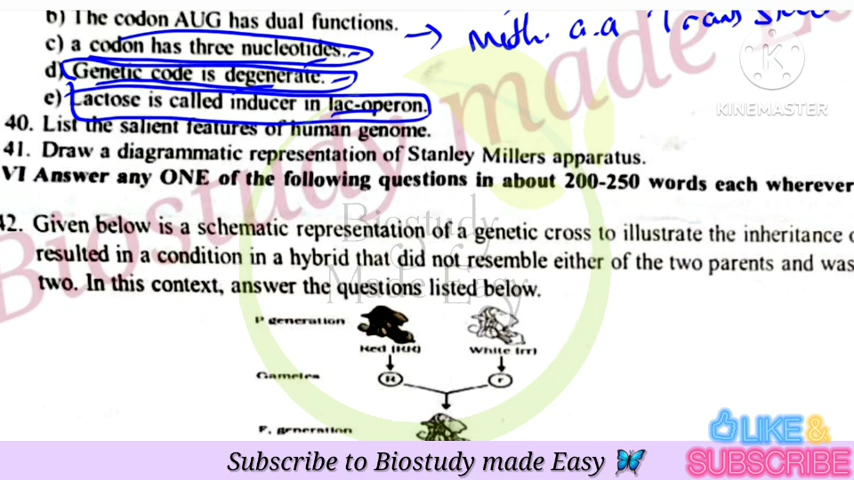 b) The codon AUG has dual functions.
→ Meth. a.a
c) a codon has three nucleotides.
d) Genetic code is degenerate.
e) Lactose is called inducer in lac-operon.
KINEMASTER
40. List the salient features of human genome.
41. Draw a diagrammatic representation of Stanley Millers apparatus.
VI Answer any ONE of the following questions in about 200-250 words each wherever
Biostudy made Ea
Biostudy
Made Easy
42. Given below is a schematic representation of a genetic cross to illustrate the inheritance
resulted in a condition in a hybrid that did not resemble either of the two parents and was
two. In this context, answer the questions listed below.
P generation
Red (RR) White (rr)
Gametes R r
F, generation
LIKE &
SUBSCRIBE
Subscribe to Biostudy made Easy 🦋